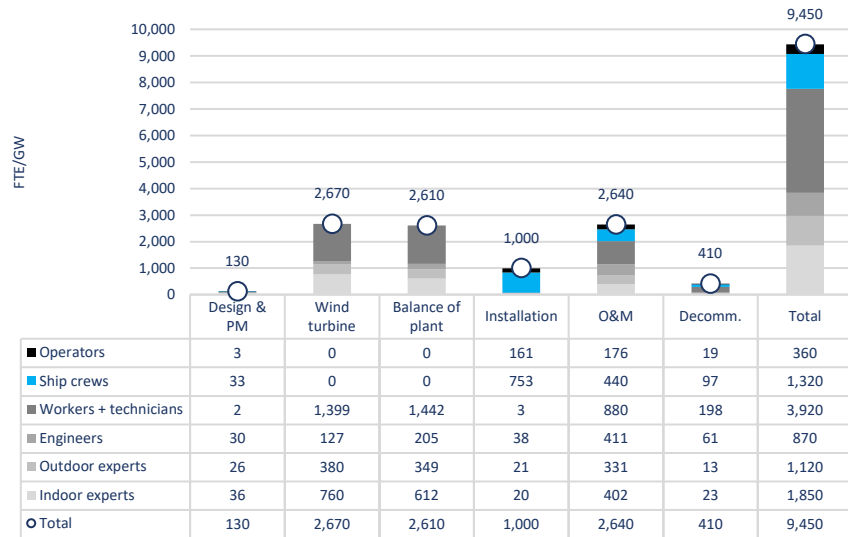 9,450
10,000
9,000
8,000
7,000
6,000
5,000
4,000
3,000
2,000
1,000
0
FTE/GW
130
2,670
2,610
1,000
2,640
410
Design & PM Wind turbine Balance of plant Installation O&M Decomm. Total
Operators 3 0 0 161 176 19 360
Ship crews 33 0 0 753 440 97 1,320
Workers + technicians 2 1,399 1,442 3 880 198 3,920
Engineers 30 127 205 38 411 61 870
Outdoor experts 26 380 349 21 331 13 1,120
Indoor experts 36 760 612 20 402 23 1,850
Total 130 2,670 2,610 1,000 2,640 410 9,450